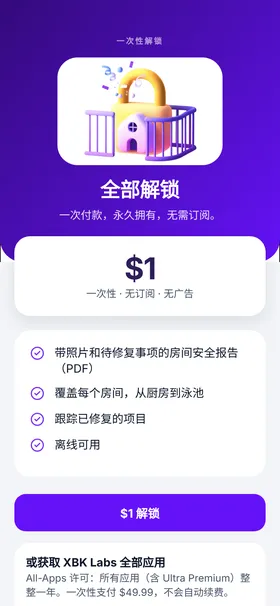 一次性解锁
全部解锁
一次付款，永久拥有，无需订阅。
$1
一次性 · 无订阅 · 无广告
带照片和待修复事项的房间安全报告
（PDF）
覆盖每个房间，从厨房到泳池
跟踪已修复的项目
离线可用
$1 解锁
或获取 XBK Labs 全部应用
All-Apps 许可：所有应用（含 Ultra Premium）整
整一年。一次性支付 $49.99，不会自动续费。